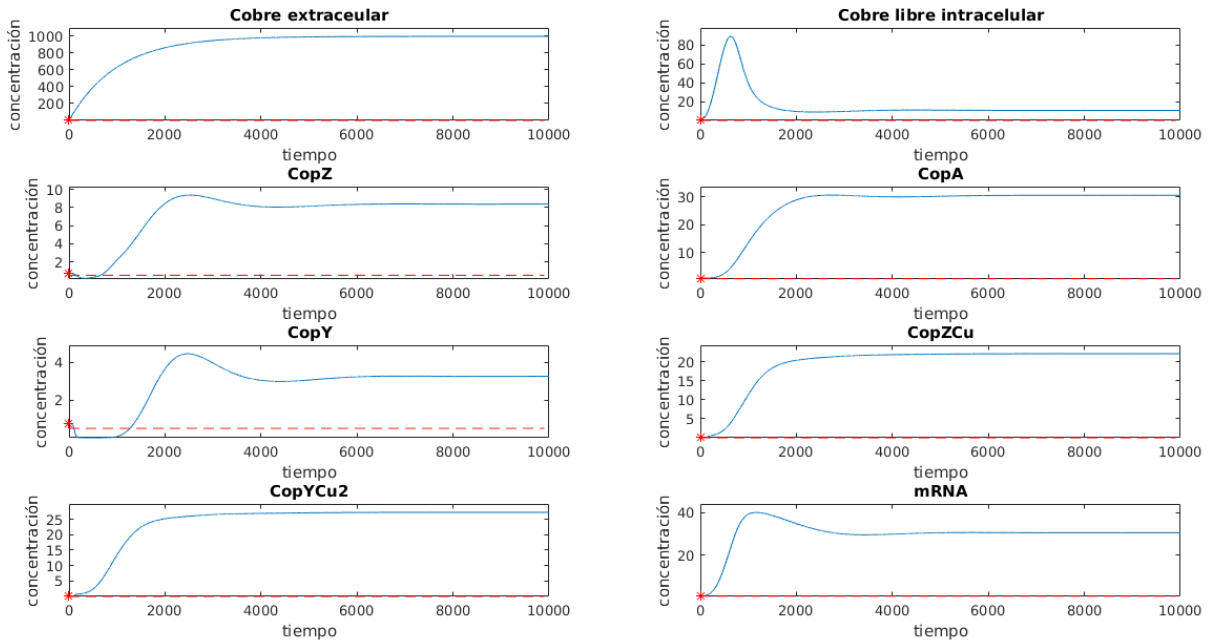 Cobre extraceular
concentración
1000
800
600
400
200
0 2000 4000 6000 8000 10000
tiempo
Cobre libre intracelular
concentración
80
60
40
20
0 2000 4000 6000 8000 10000
tiempo
CopZ
concentración
10
8
6
4
2
0 2000 4000 6000 8000 10000
tiempo
CopA
concentración
30
20
10
0 2000 4000 6000 8000 10000
tiempo
CopY
concentración
4
2
0 2000 4000 6000 8000 10000
tiempo
CopZCu
concentración
20
15
10
5
0 2000 4000 6000 8000 10000
tiempo
CopYCu2
concentración
25
20
15
10
5
0 2000 4000 6000 8000 10000
tiempo
mRNA
concentración
40
20
0 2000 4000 6000 8000 10000
tiempo